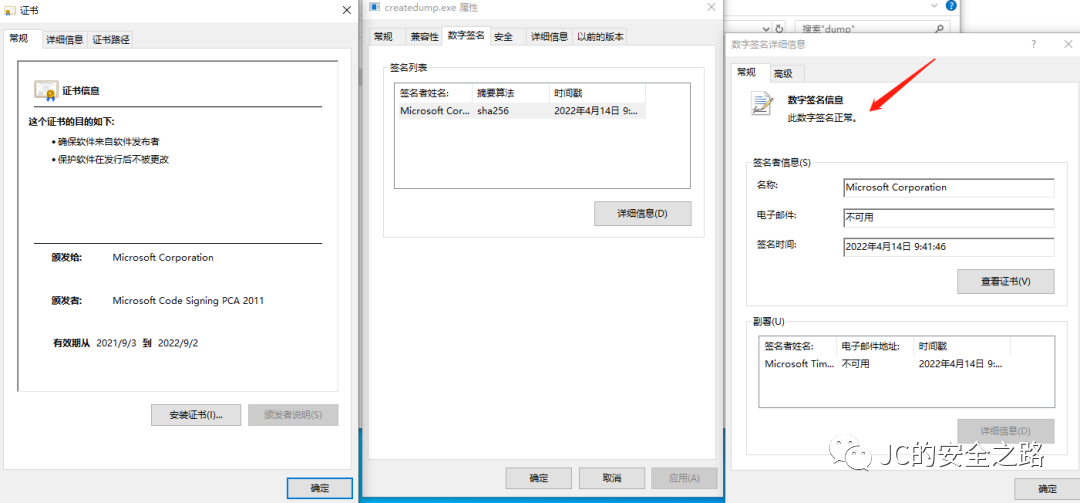 证书
常规
详细信息
证书路径
证书信息
这个证书的目的如下:
• 确保软件来自软件发布者
• 保护软件在发行后不被更改
颁发给: Microsoft Corporation
颁发者: Microsoft Code Signing PCA 2011
有效期从 2021/9/3 到 2022/9/2
安装证书(I)...
颁发者说明(S)
确定
createdump.exe 属性
常规
兼容性
数字签名
安全
详细信息
以前的版本
签名列表
签名者姓名: 摘要算法 时间戳
Microsoft Cor... sha256 2022年4月14日 9:...
详细信息(D)
确定
取消
应用(A)
搜索"dump"
数字签名详细信息
?
常规
高级
数字签名信息
此数字签名正常。
签名者信息(S)
名称: Microsoft Corporation
电子邮件: 不可用
签名时间: 2022年4月14日 9:41:46
查看证书(V)
副署(U)
签名者姓名: 电子邮件地址: 时间戳
Microsoft Tim... 不可用 2022年4月14日 9:...
详细信息(D)
JC的安全之路
确定